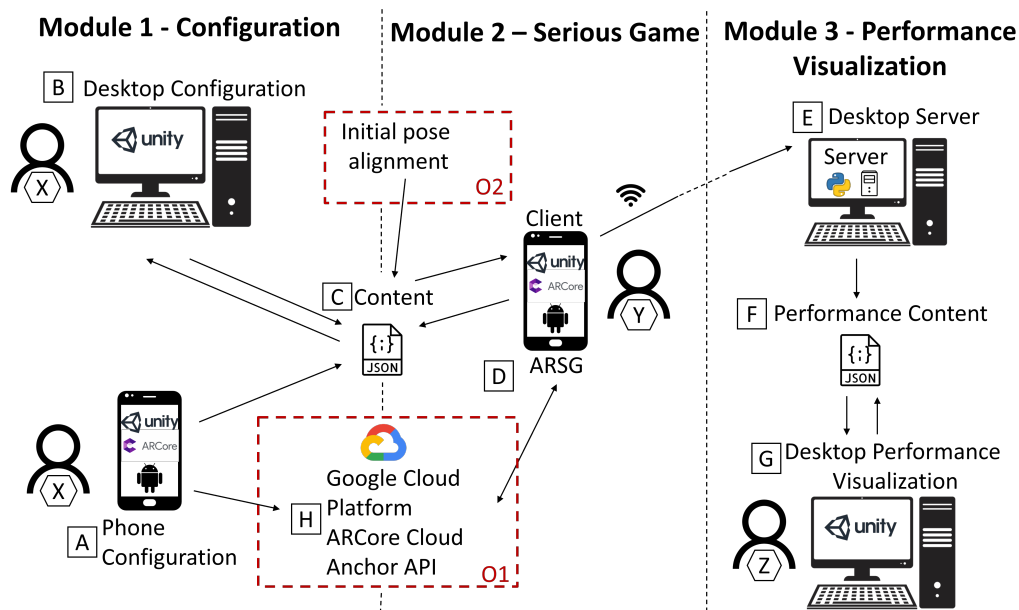 Module 1 - Configuration
Module 2 – Serious Game
Module 3 - Performance
Visualization
B
Desktop Configuration
unity
X
Initial pose
alignment
O2
E
Desktop Server
Server
Client
unity
ARCore
Y
ARSG
D
C
Content
{;}
JSON
F
Performance Content
{;}
JSON
unity
ARCore
X
A
Phone
Configuration
H
Google Cloud
Platform
ARCore Cloud
Anchor API
O1
G
Desktop Performance
Visualization
unity
Z